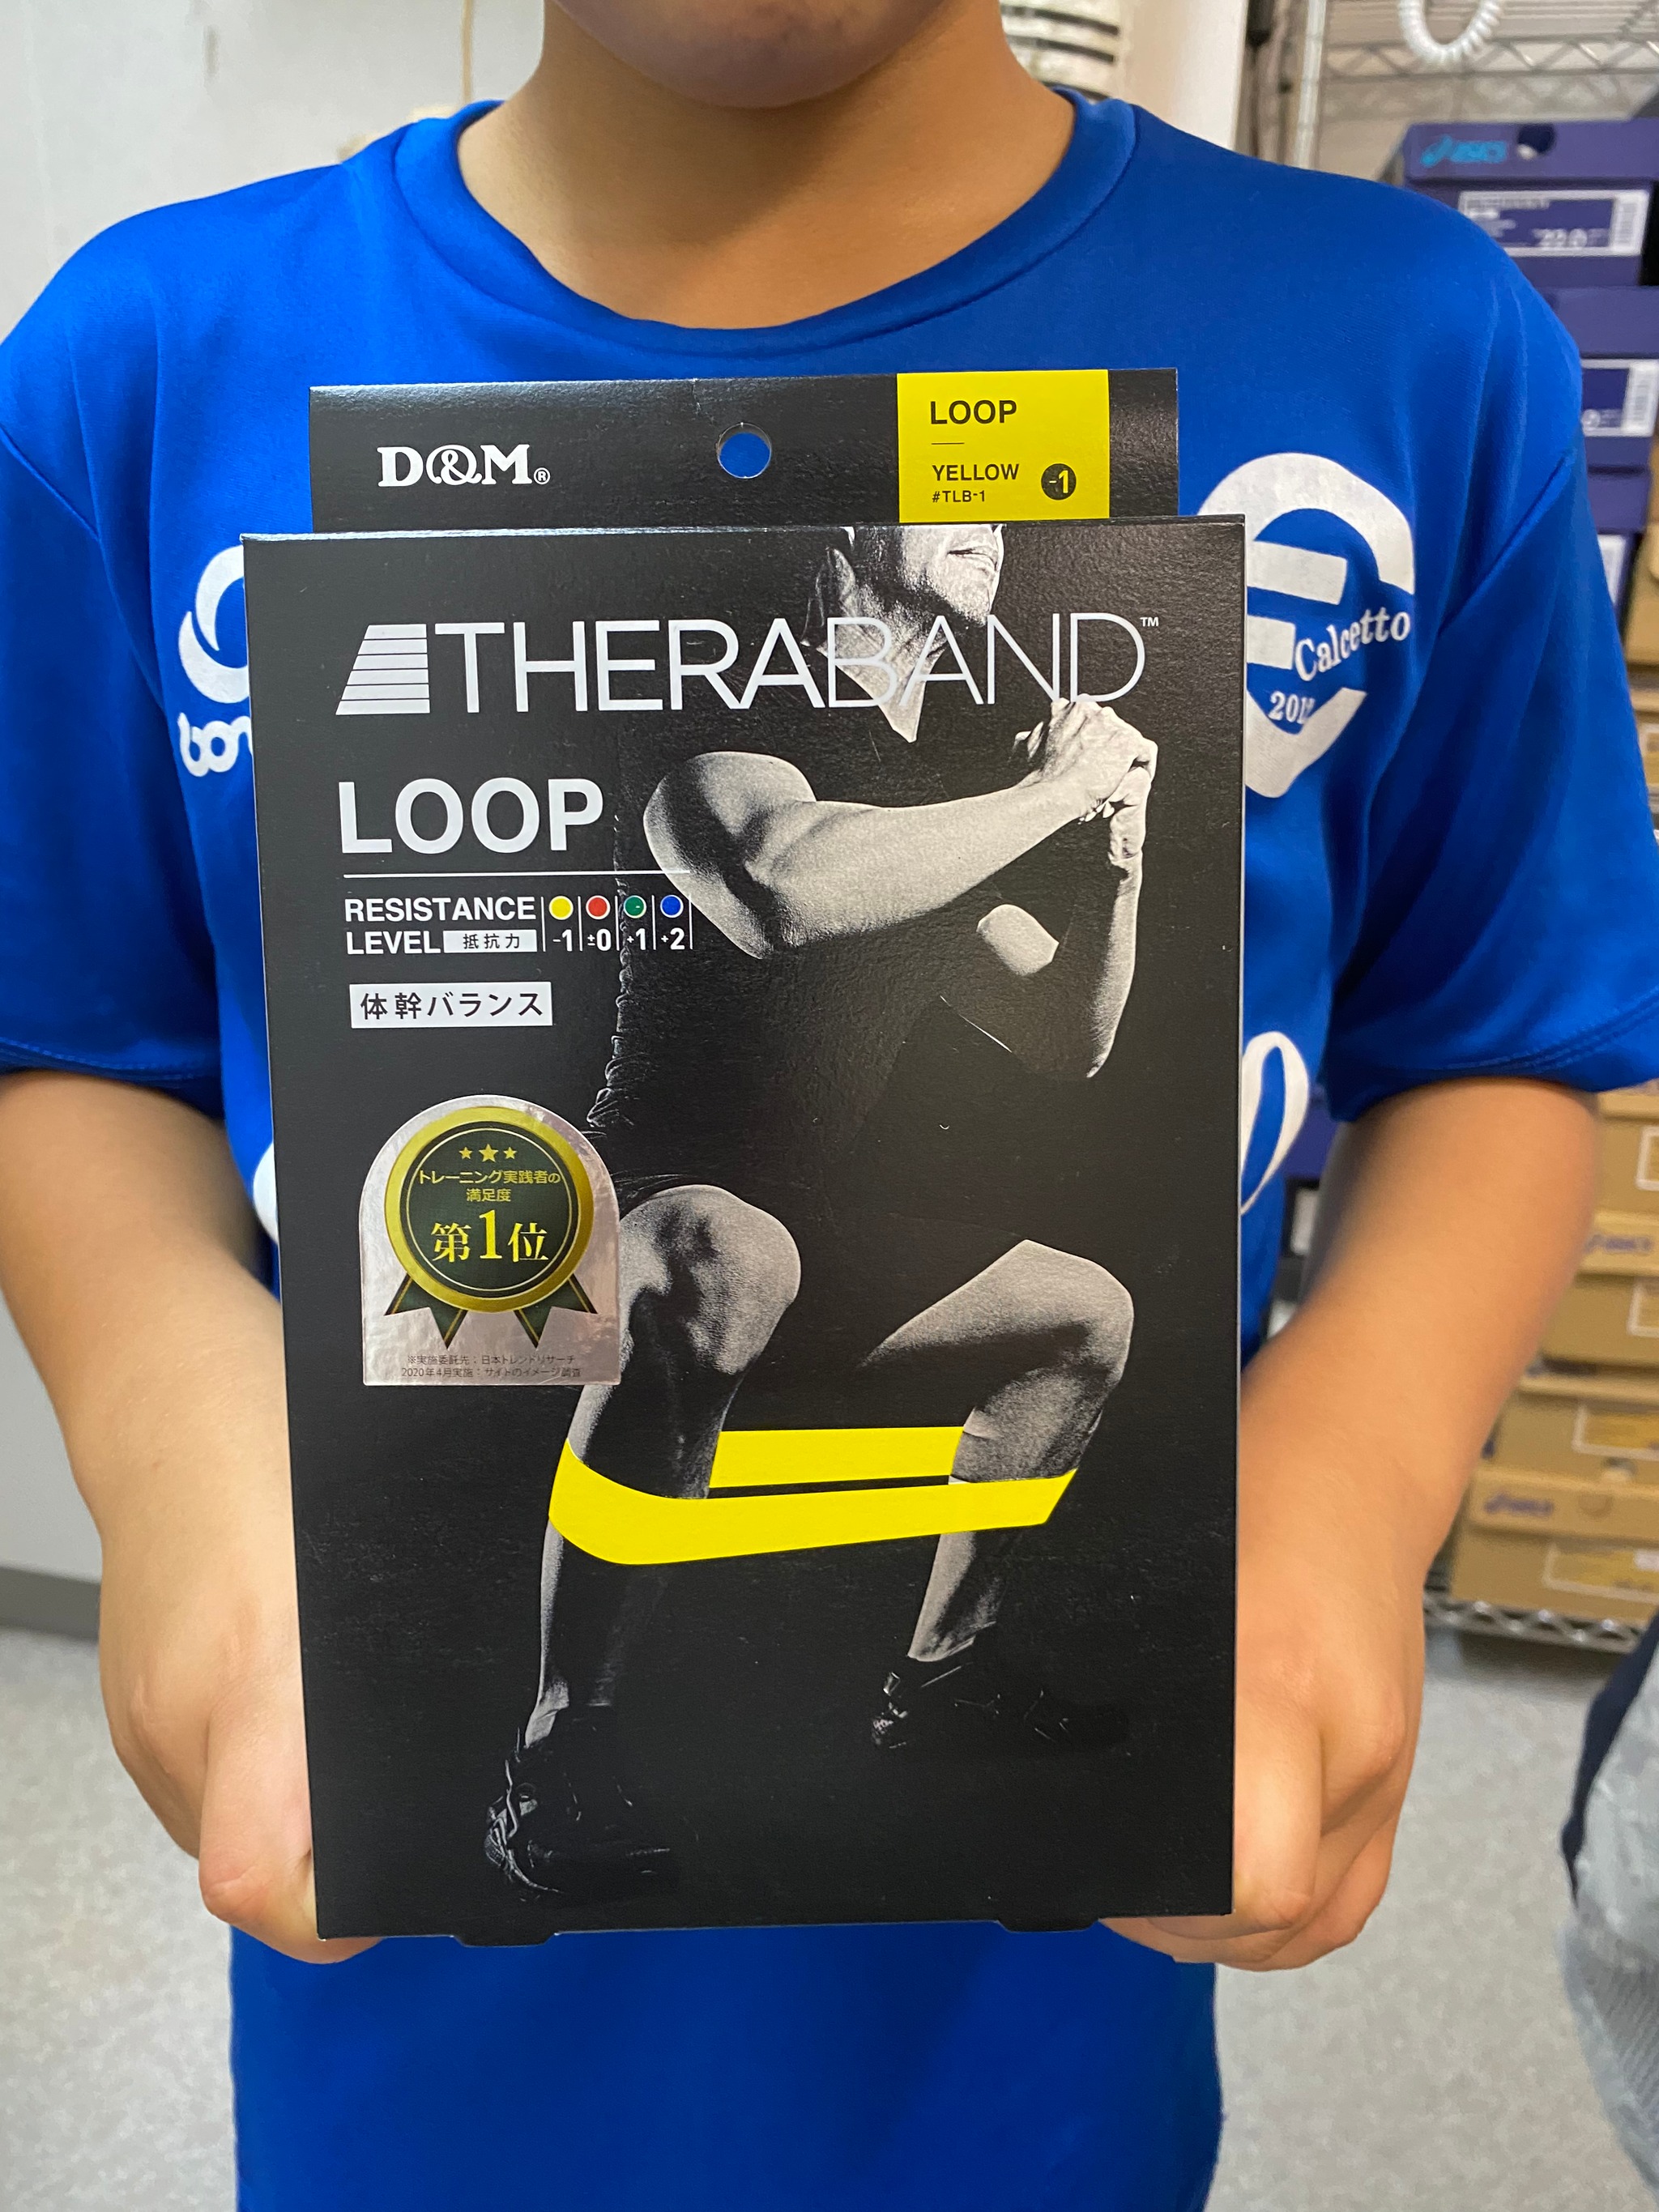 D&M®
LOOP
YELLOW
#TLB-1
-1
THERABAND™
LOOP
RESISTANCE
LEVEL 抵抗力 -1 ±0 +1 +2
体幹バランス
トレーニング実践者の
満足度
第1位
※実施委託先：日本トレンドリサーチ
2020年4月実施：サイトのイメージ調査
Calcetto
asics